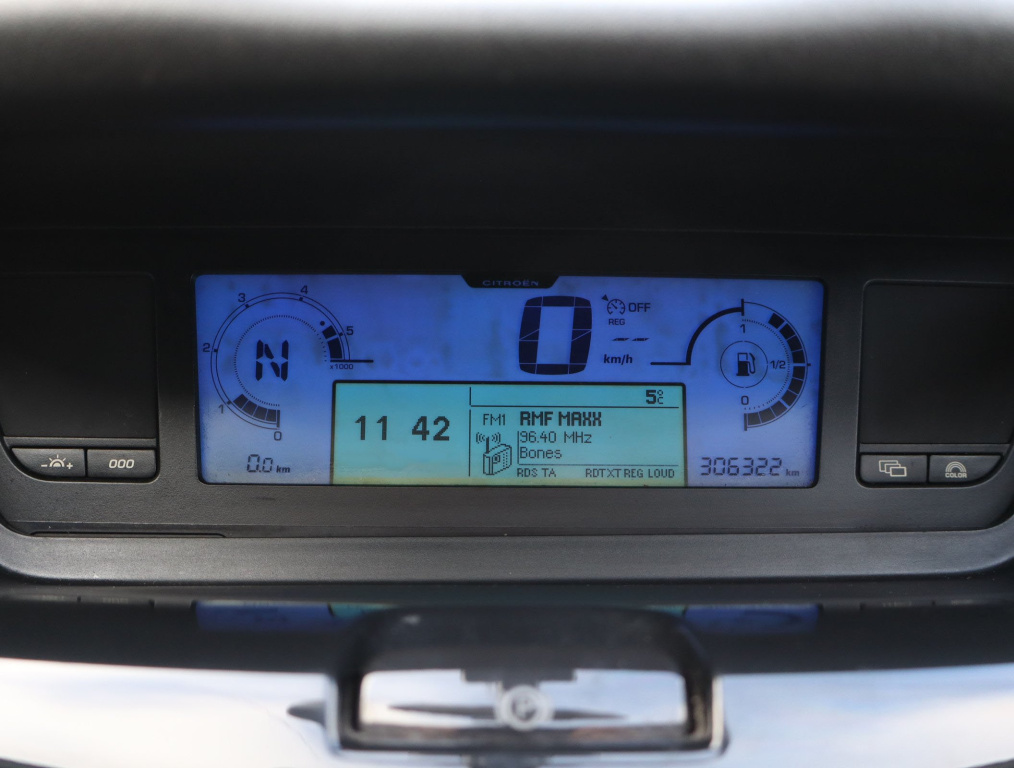 CITROËN
4
3
5
2
x1000
1
0
N
0
OFF
REG
-- --
km/h
1
1/2
0
5°C
11 42
FM1 RMF MAXX
96.40 MHz
Bones
RDS TA RDTXT REG LOUD
0.0 km
306322 km
- +
000
COLOR
P